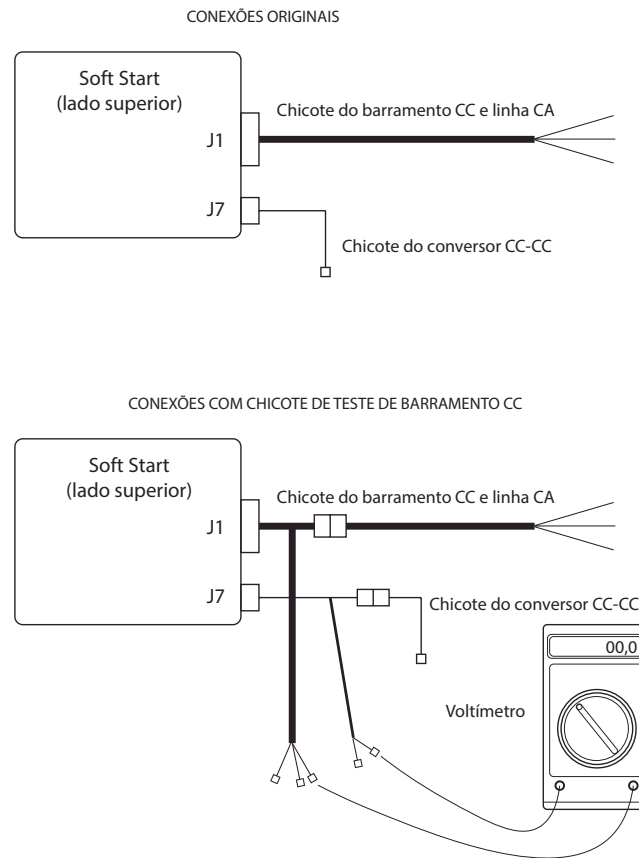 CONEXÕES ORIGINAIS
Soft Start
(lado superior)
Chicote do barramento CC e linha CA
J1
J7
Chicote do conversor CC-CC
CONEXÕES COM CHICOTE DE TESTE DE BARRAMENTO CC
Soft Start
(lado superior)
Chicote do barramento CC e linha CA
J1
J7
Chicote do conversor CC-CC
00,0
Voltímetro